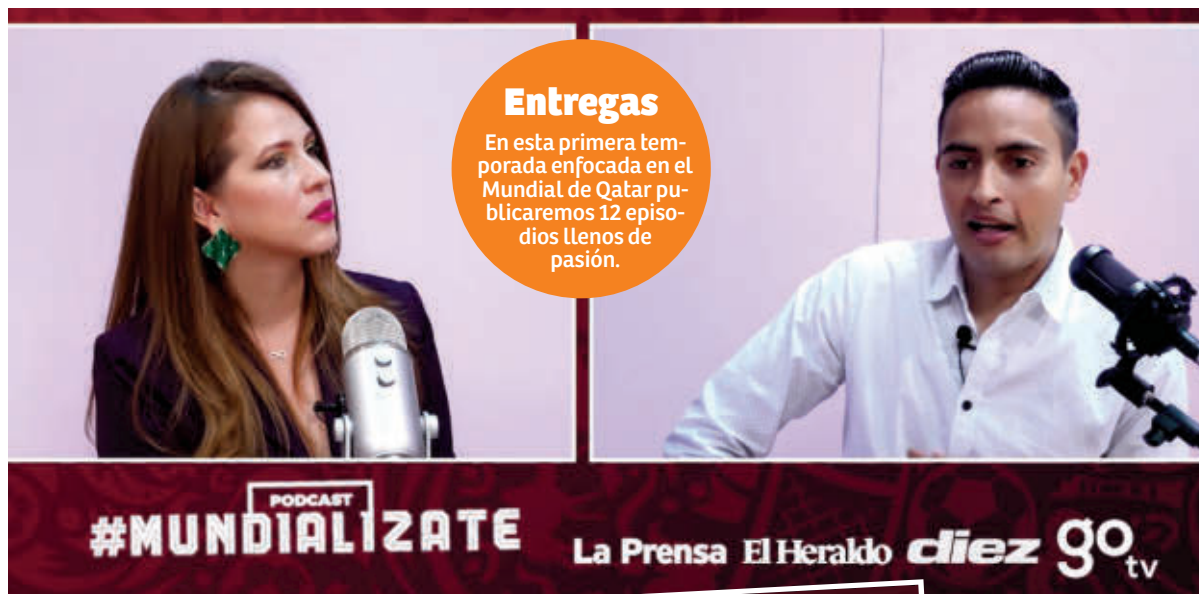 Entregas
En esta primera tem-
porada enfocada en el
Mundial de Qatar pu-
blicaremos 12 episo-
dios llenos de
pasión.
PODCAST
#MUNDIALIZATE
La Prensa El Heraldo diez go tv